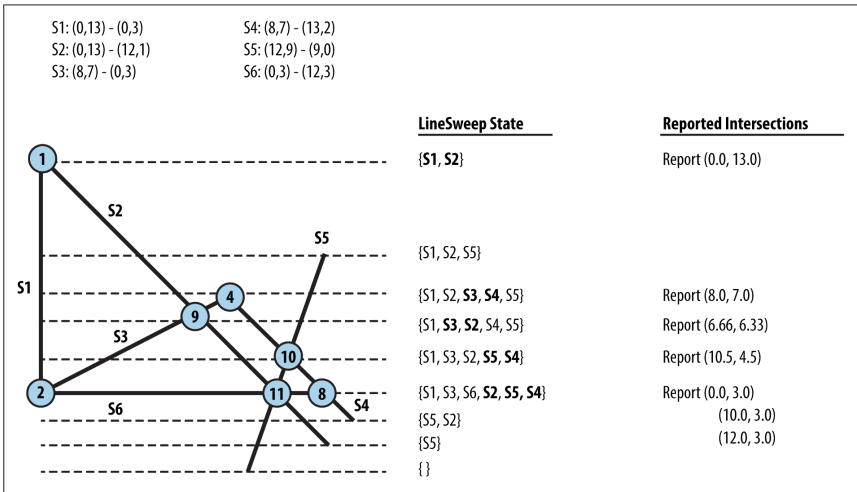 S1: (0,13) - (0,3)
S2: (0,13) - (12,1)
S3: (8,7) - (0,3)
S4: (8,7) - (13,2)
S5: (12,9) - (9,0)
S6: (0,3) - (12,3)
LineSweep State
Reported Intersections
1
{S1, S2}
Report (0.0, 13.0)
S2
S5
{S1, S2, S5}
S1
4
{S1, S2, S3, S4, S5}
Report (8.0, 7.0)
9
{S1, S3, S2, S4, S5}
Report (6.66, 6.33)
S3
10
{S1, S3, S2, S5, S4}
Report (10.5, 4.5)
2
11
8
{S1, S3, S6, S2, S5, S4}
Report (0.0, 3.0)
S6
S4
{S5, S2}
(10.0, 3.0)
{S5}
(12.0, 3.0)
{ }